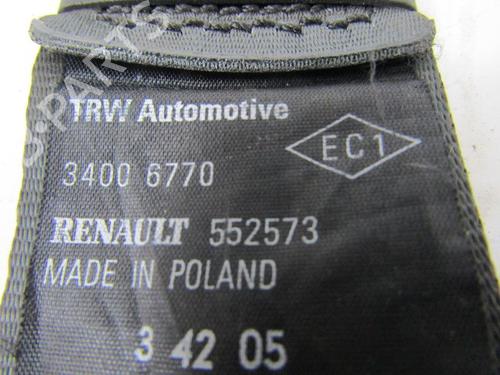 TRW Automotive
EC1
3400 6770
RENAULT 552573
MADE IN POLAND
3 42 05